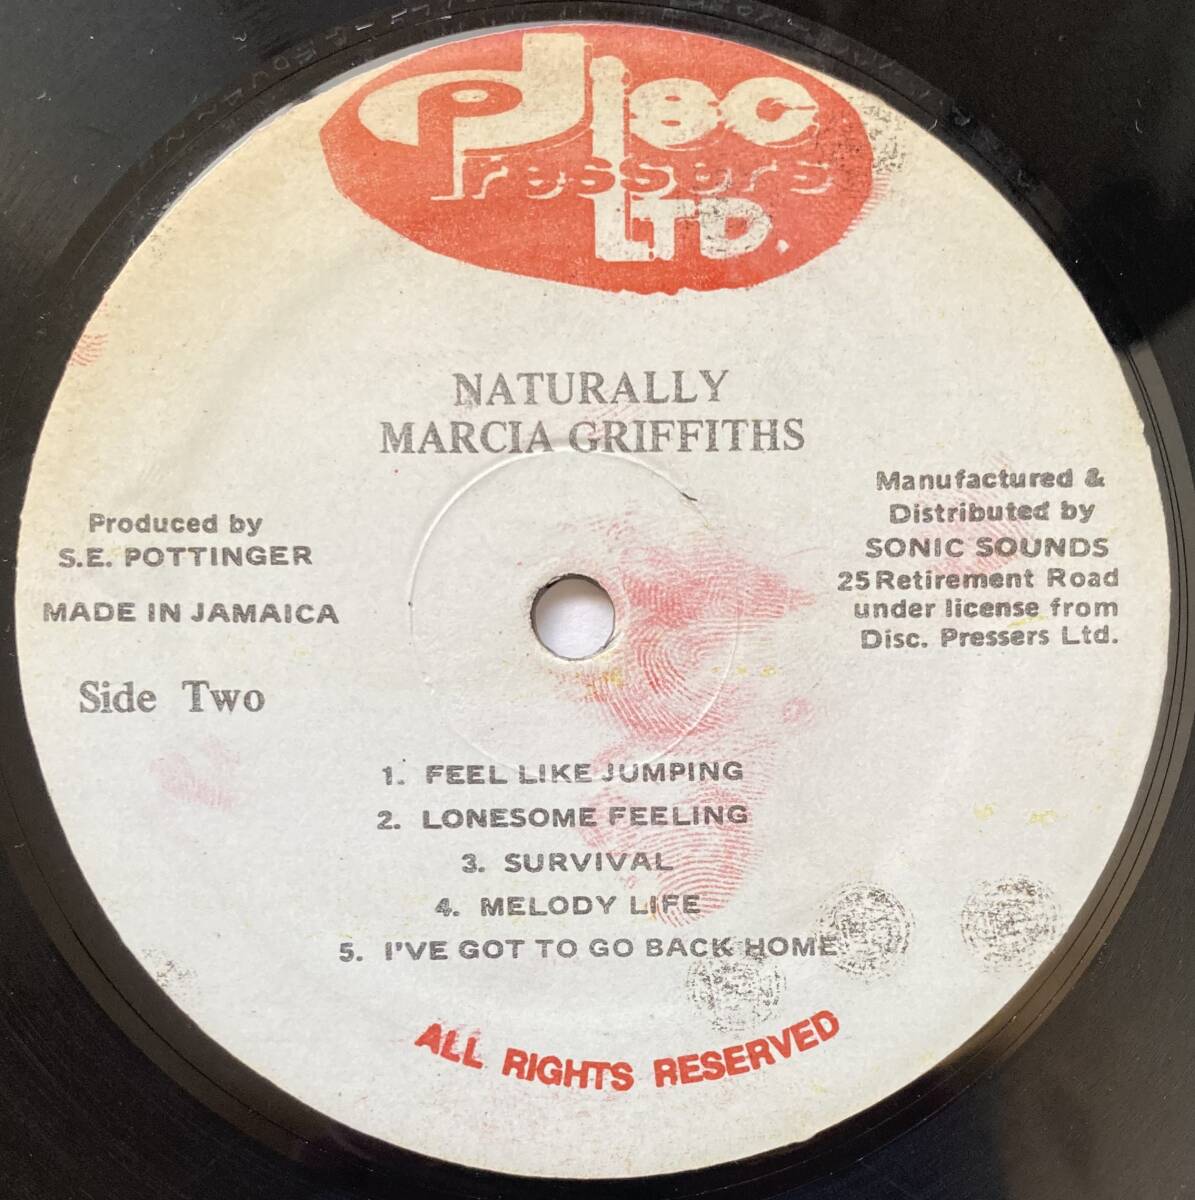 Disc
Pressers
LTD.
NATURALLY
MARCIA GRIFFITHS
Produced by
S.E. POTTINGER
MADE IN JAMAICA
Side Two
Manufactured &
Distributed by
SONIC SOUNDS
25 Retirement Road
under license from
Disc. Pressers Ltd.
1. FEEL LIKE JUMPING
2. LONESOME FEELING
3. SURVIVAL
4. MELODY LIFE
5. I'VE GOT TO GO BACK HOME
ALL RIGHTS RESERVED